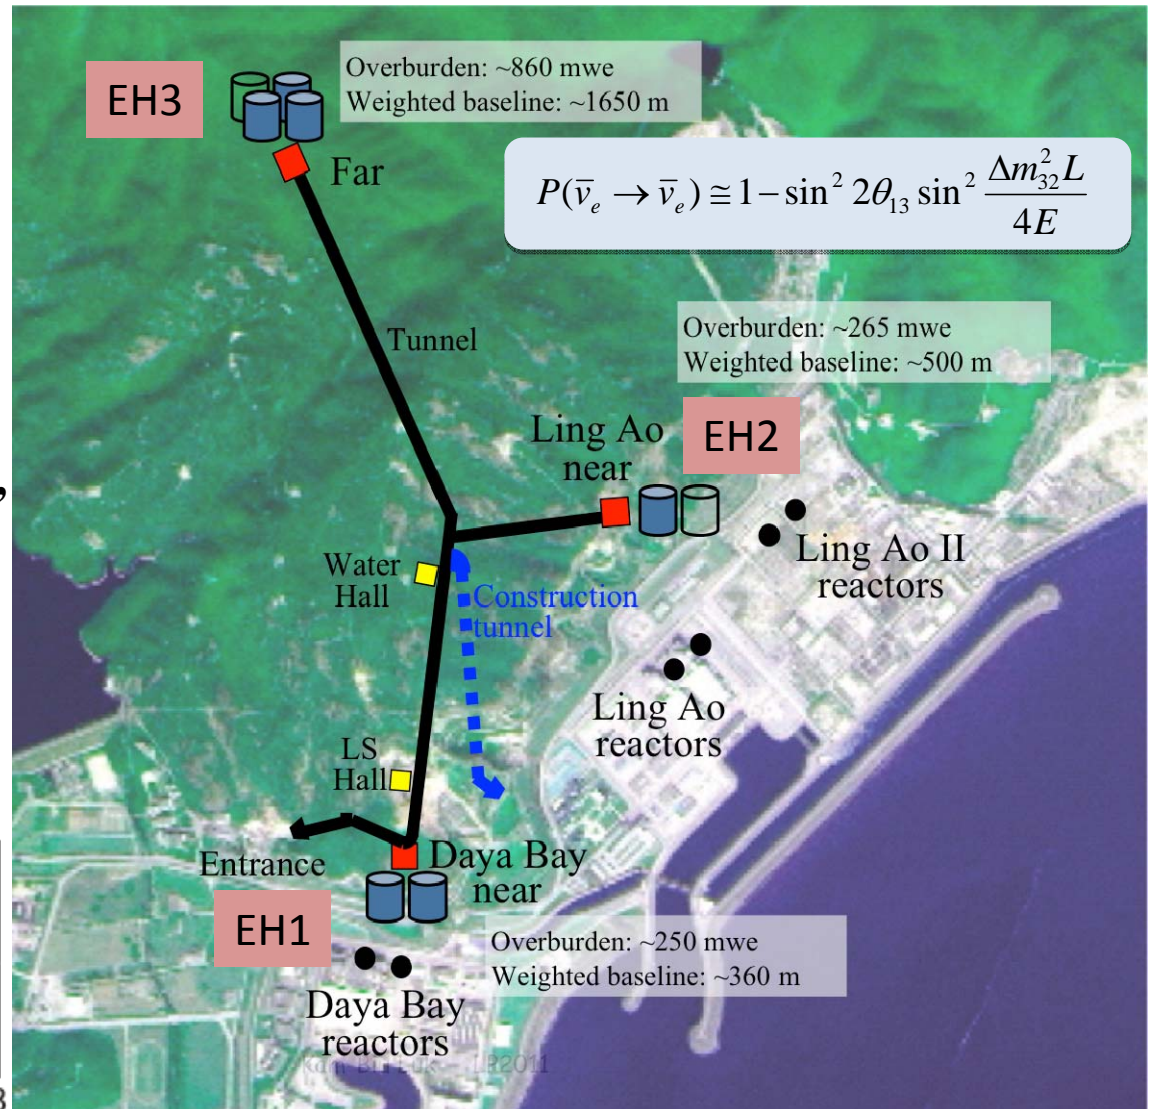 EH3
Overburden: ~860 mwe
Weighted baseline: ~1650 m
Far
P(ν̅ₑ → ν̅ₑ) ≅ 1 − sin² 2θ₁₃ sin² Δm²₃₂L / 4E
Tunnel
Overburden: ~265 mwe
Weighted baseline: ~500 m
Ling Ao
near
EH2
,
Ling Ao II
reactors
Water
Hall
Construction
tunnel
Ling Ao
reactors
LS
Hall
Entrance
Daya Bay
near
EH1
Overburden: ~250 mwe
Weighted baseline: ~360 m
Daya Bay
reactors
2011